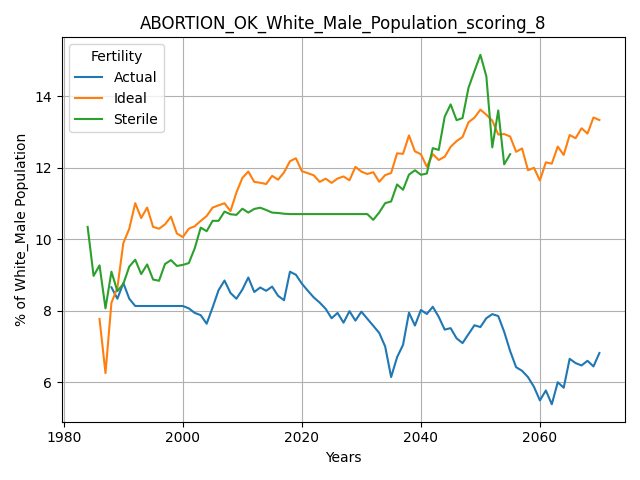 ABORTION_OK_White_Male_Population_scoring_8
Fertility
Actual
Ideal
Sterile
% of White_Male Population
14
12
10
8
6
1980 2000 2020 2040 2060
Years